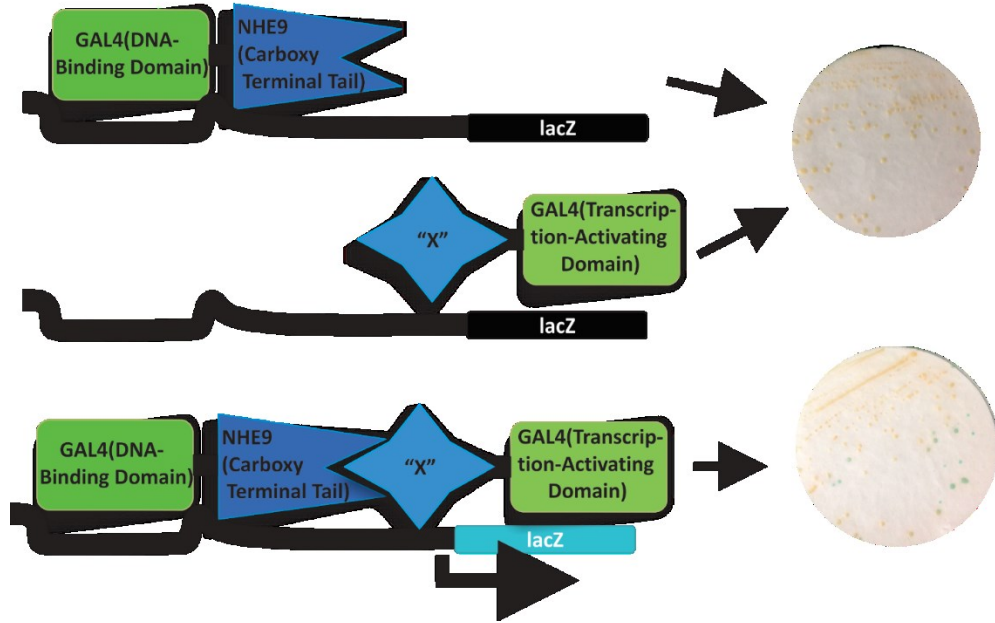 GAL4(DNA-
Binding Domain)
NHE9
(Carboxy
Terminal Tail)
lacZ
"X"
GAL4(Transcrip-
tion-Activating
Domain)
lacZ
GAL4(DNA-
Binding Domain)
NHE9
(Carboxy
Terminal Tail)
"X"
GAL4(Transcrip-
tion-Activating
Domain)
lacZ